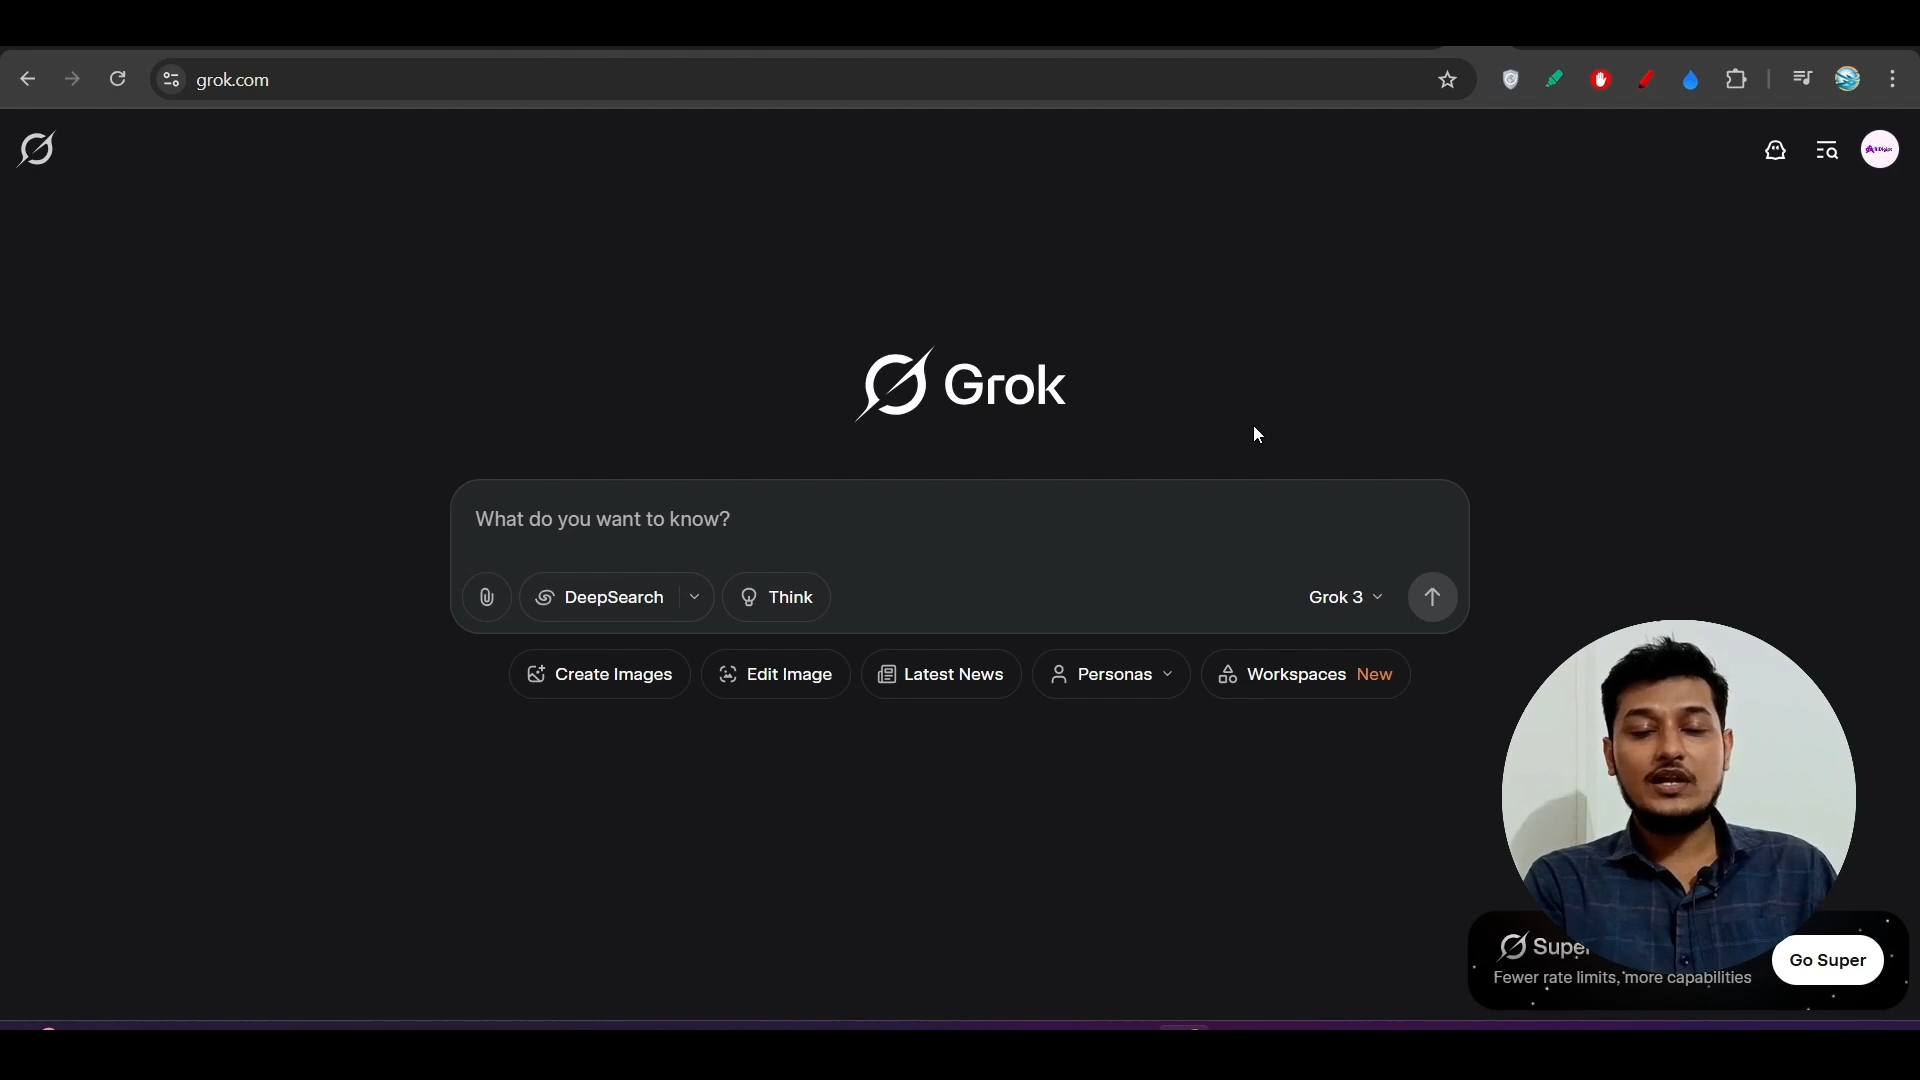 grok.com
Grok
What do you want to know?
DeepSearch
Think
Grok 3
Create Images
Edit Image
Latest News
Personas
Workspaces New
Super
Fewer rate limits, more capabilities
Go Super